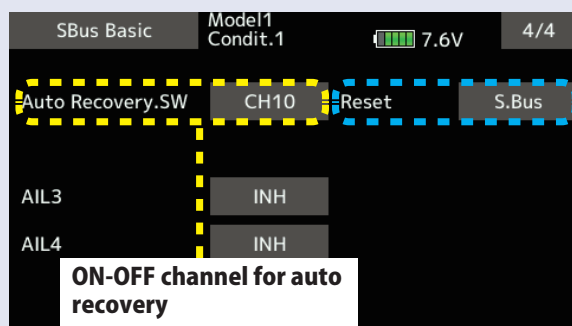 SBus Basic Model1 Condit.1 7.6V 4/4
Auto Recovery.SW CH10 Reset S.Bus
AIL3 INH
AIL4 INH
ON-OFF channel for auto
recovery